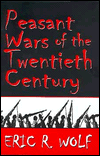 Peasant
Wars of the
Twentieth
Century
ERIC R. WOLF